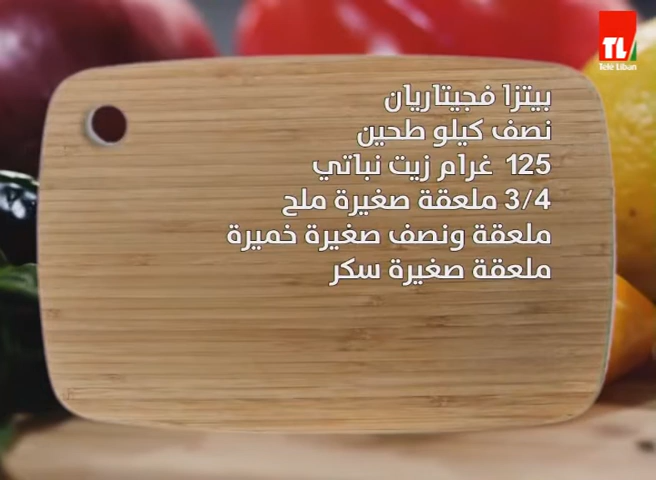 TL
Télé Liban
بيتزا فجيتاريان
نصف كيلو طحين
125 غرام زيت نباتي
3/4 ملعقة صغيرة ملح
ملعقة ونصف صغيرة خميرة
ملعقة صغيرة سكر